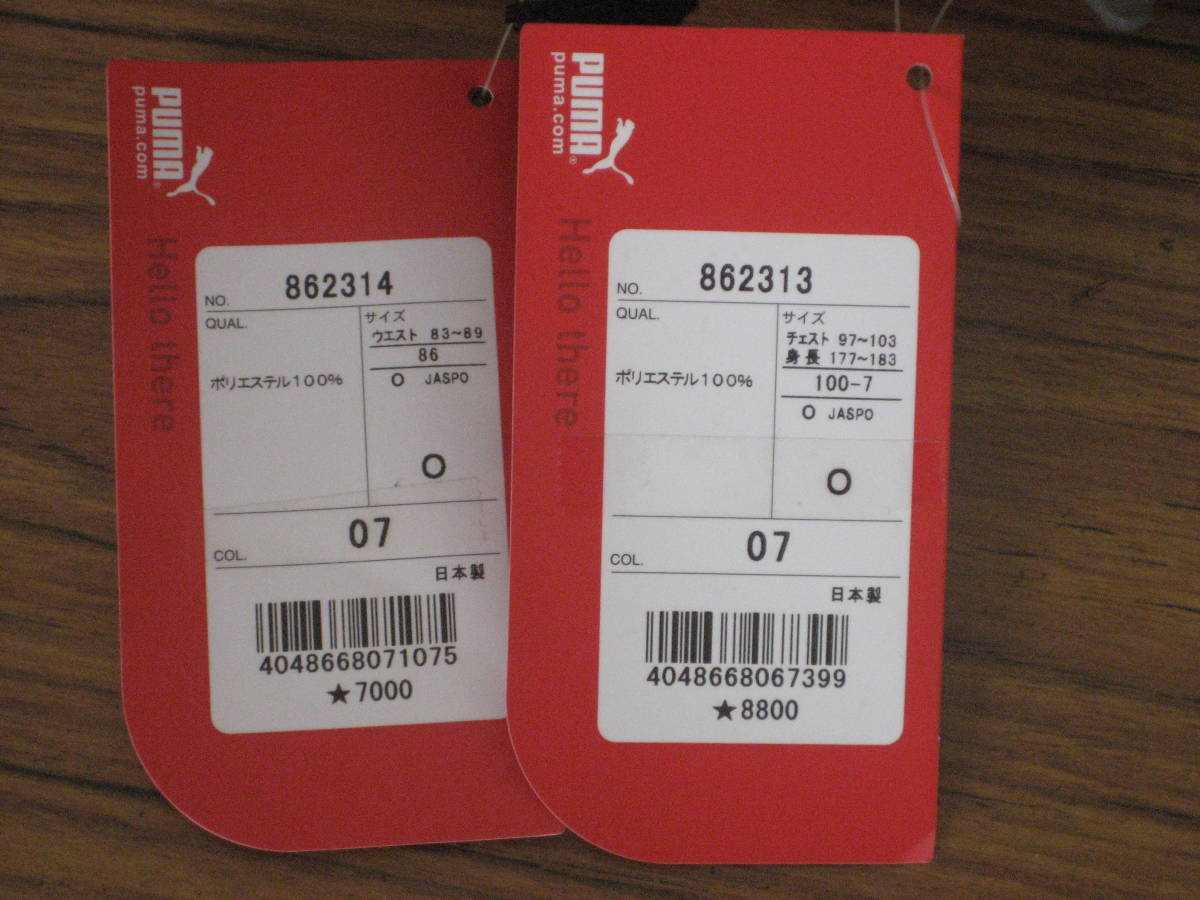 PUMA®
puma.com
Hello there
NO. 862314
QUAL.
ポリエステル100%
サイズ
ウエスト 83~89
86
O JASPO
O
COL. 07
日本製
4048668071075
★7000
PUMA®
puma.com
Hello there
NO. 862313
QUAL.
ポリエステル100%
サイズ
チェスト 97~103
身長 177~183
100-7
O JASPO
O
COL. 07
日本製
4048668067399
★8800